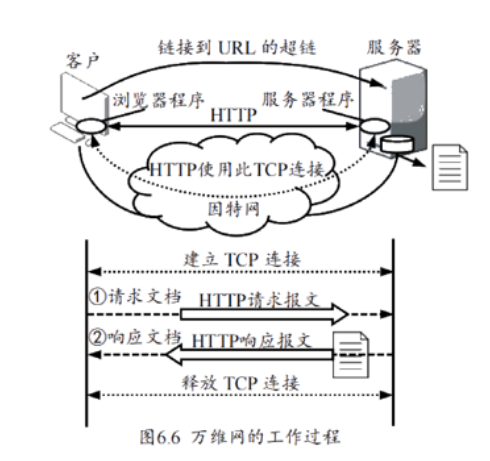 链接到 URL 的超链
服务器
客户
浏览器程序
服务器程序
HTTP
HTTP使用此TCP连接
因特网
建立 TCP 连接
①请求文档
HTTP请求报文
②响应文档
HTTP响应报文
释放 TCP 连接
图6.6 万维网的工作过程